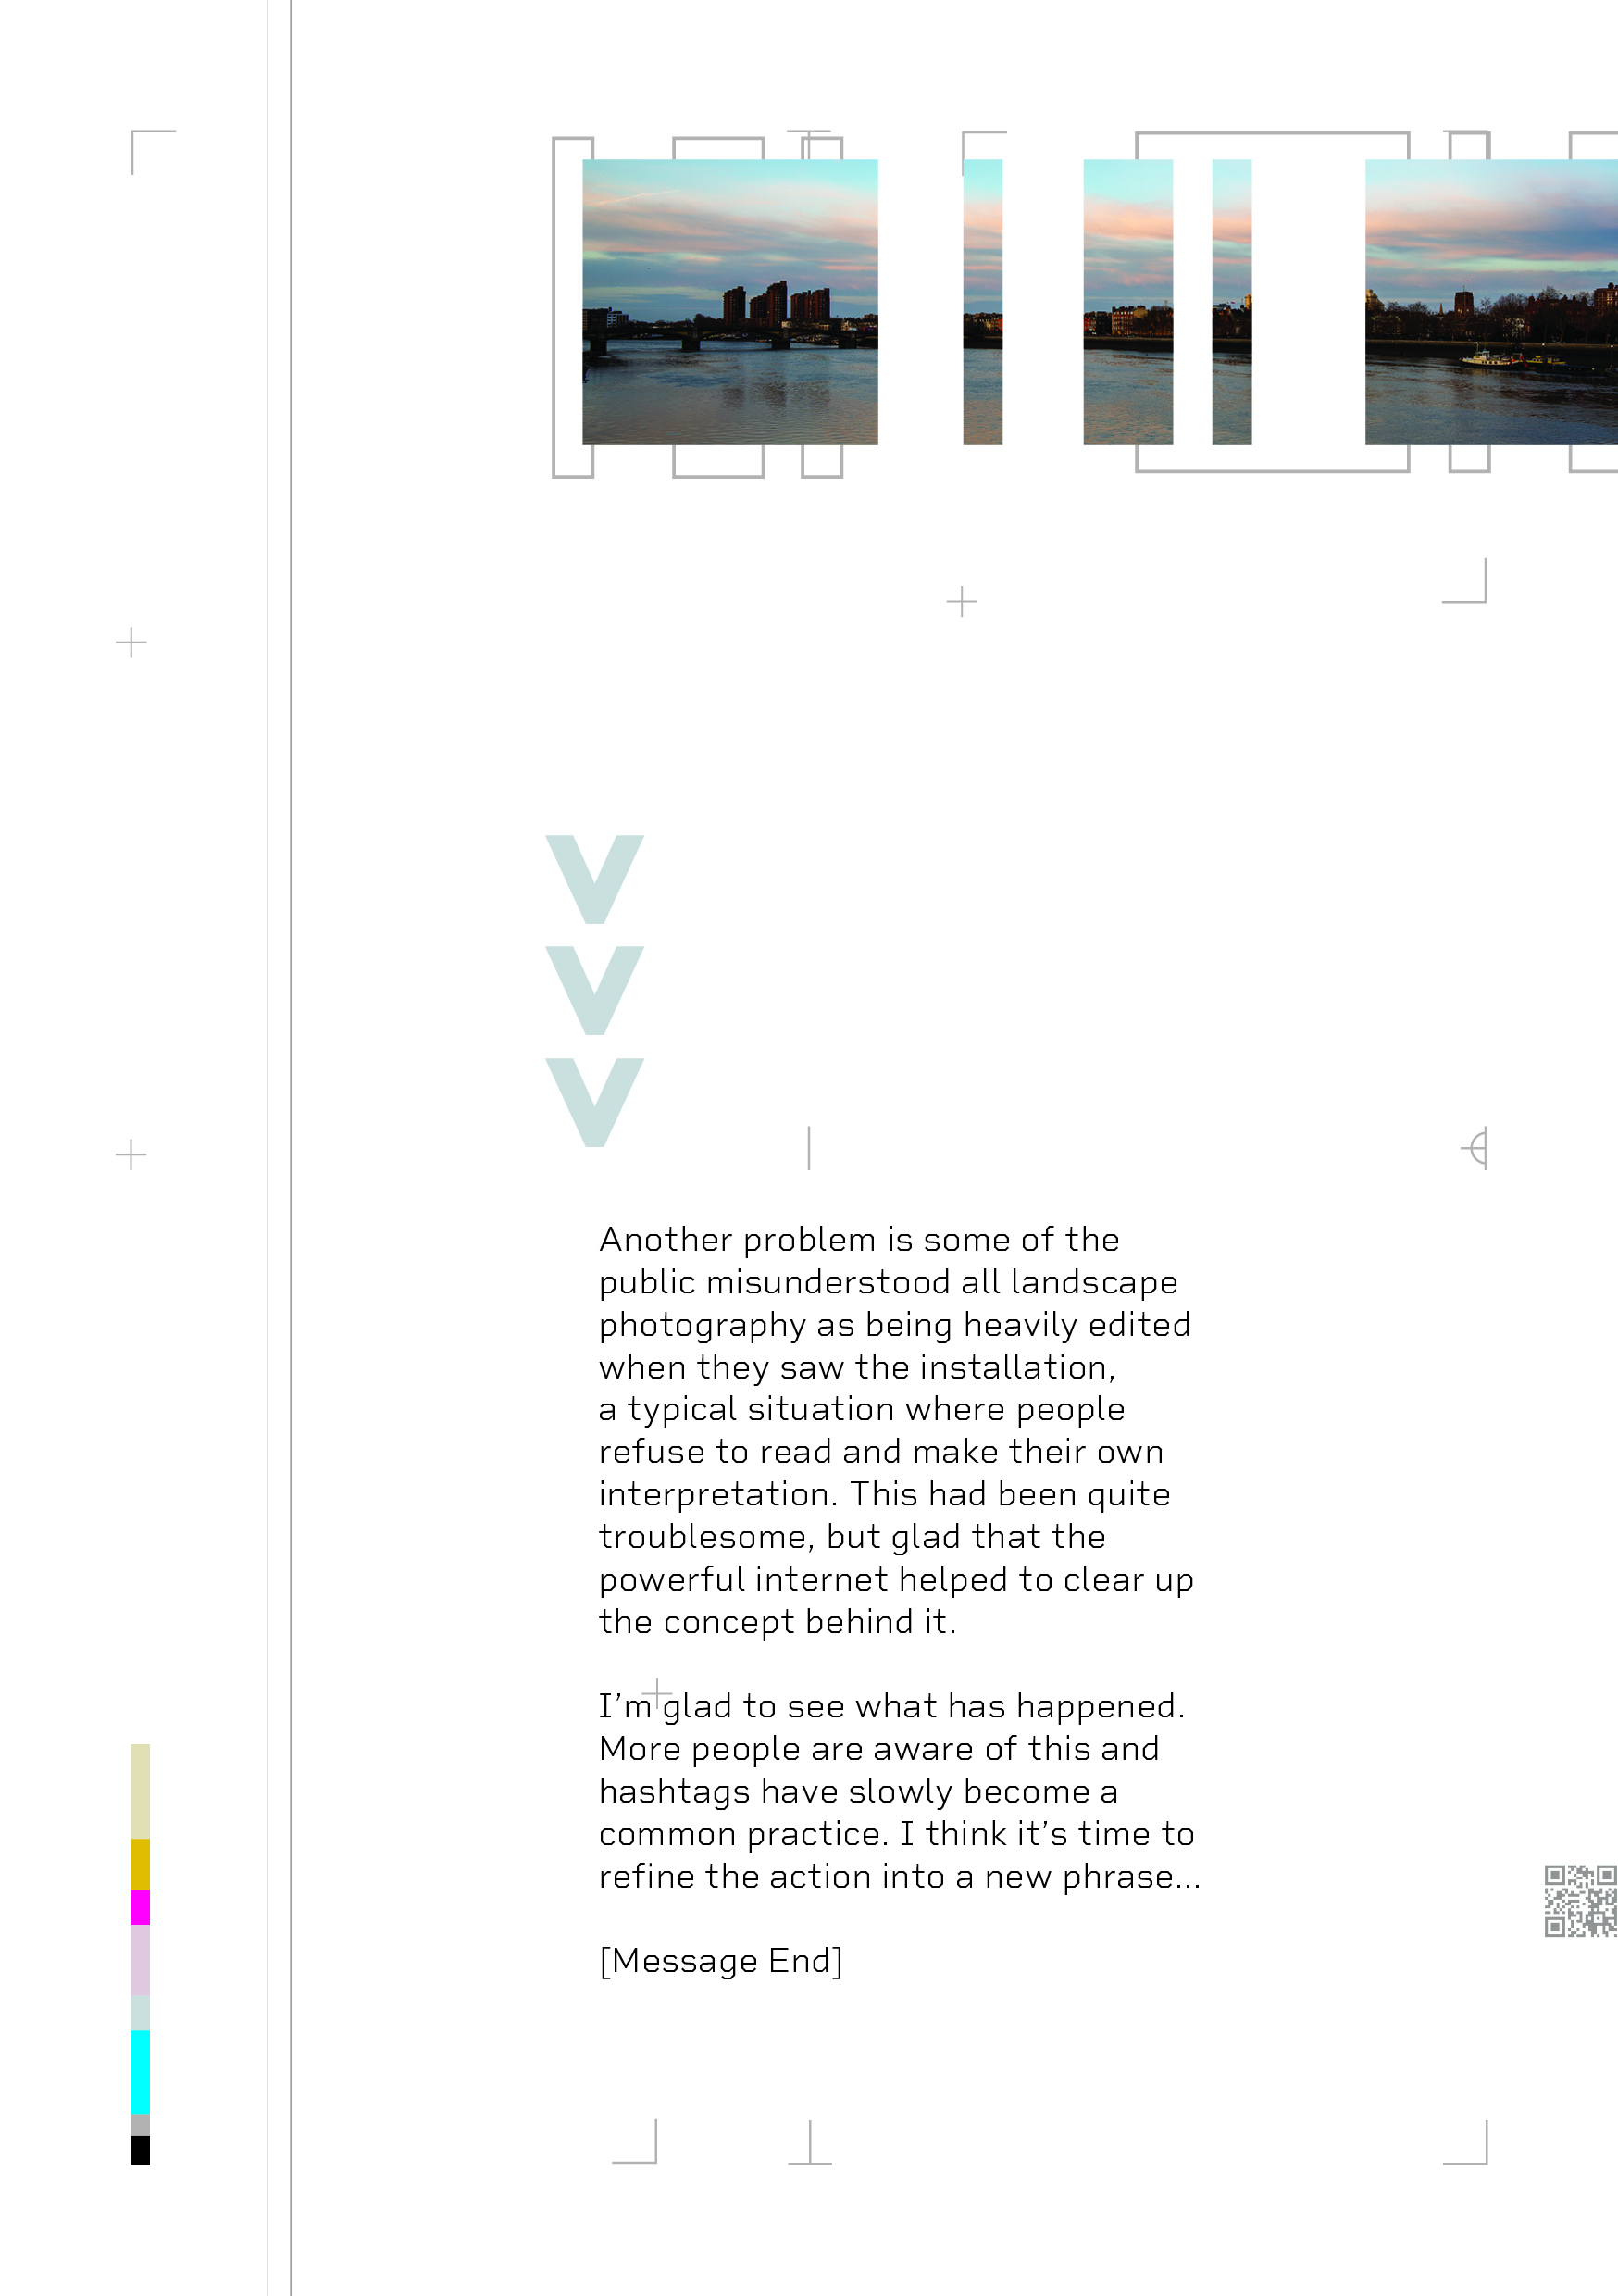 Another problem is some of the
public misunderstood all landscape
photography as being heavily edited
when they saw the installation,
a typical situation where people
refuse to read and make their own
interpretation. This had been quite
troublesome, but glad that the
powerful internet helped to clear up
the concept behind it.
I’m glad to see what has happened.
More people are aware of this and
hashtags have slowly become a
common practice. I think it’s time to
refine the action into a new phrase...
[Message End]